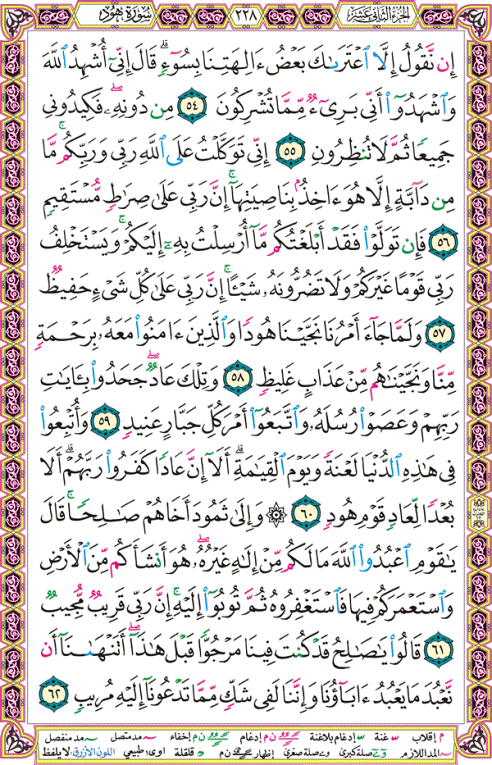 الجزء الثاني عشر
٢٢٨
سورة هود
إِن نَّقُولُ إِلَّا ٱعْتَرَىٰكَ بَعْضُ ءَالِهَتِنَا بِسُوٓءٍۗ قَالَ إِنِّىٓ أُشْهِدُ ٱللَّهَ
وَٱشْهَدُوٓا۟ أَنِّى بَرِىٓءٌ مِّمَّا تُشْرِكُونَ ٥٤ مِن دُونِهِۦۖ فَكِيدُونِى
جَمِيعًا ثُمَّ لَا تُنظِرُونِ ٥٥ إِنِّى تَوَكَّلْتُ عَلَى ٱللَّهِ رَبِّى وَرَبِّكُمۚ مَّا
مِن دَآبَّةٍ إِلَّا هُوَ ءَاخِذٌۢ بِنَاصِيَتِهَآۚ إِنَّ رَبِّى عَلَىٰ صِرَٰطٍ مُّسْتَقِيمٍ
٥٦ فَإِن تَوَلَّوْا۟ فَقَدْ أَبْلَغْتُكُم مَّآ أُرْسِلْتُ بِهِۦٓ إِلَيْكُمْۚ وَيَسْتَخْلِفُ
رَبِّى قَوْمًا غَيْرَكُمْ وَلَا تَضُرُّونَهُۥ شَيْـًٔاۚ إِنَّ رَبِّى عَلَىٰ كُلِّ شَىْءٍ حَفِيظٌ
٥٧ وَلَمَّا جَآءَ أَمْرُنَا نَجَّيْنَا هُودًا وَٱلَّذِينَ ءَامَنُوا۟ مَعَهُۥ بِرَحْمَةٍ
مِّنَّا وَنَجَّيْنَٰهُم مِّنْ عَذَابٍ غَلِيظٍ ٥٨ وَتِلْكَ عَادٌۖ جَحَدُوا۟ بِـَٔايَٰتِ
رَبِّهِمْ وَعَصَوْا۟ رُسُلَهُۥ وَٱتَّبَعُوٓا۟ أَمْرَ كُلِّ جَبَّارٍ عَنِيدٍ ٥٩ وَأُتْبِعُوا۟
فِى هَٰذِهِ ٱلدُّنْيَا لَعْنَةً وَيَوْمَ ٱلْقِيَٰمَةِۗ أَلَآ إِنَّ عَادًا كَفَرُوا۟ رَبَّهُمْۗ أَلَا
بُعْدًا لِّعَادٍ قَوْمِ هُودٍ ٦٠ ۞ وَإِلَىٰ ثَمُودَ أَخَاهُمْ صَٰلِحًاۚ قَالَ
يَٰقَوْمِ ٱعْبُدُوا۟ ٱللَّهَ مَا لَكُم مِّنْ إِلَٰهٍ غَيْرُهُۥۖ هُوَ أَنشَأَكُم مِّنَ ٱلْأَرْضِ
وَٱسْتَعْمَرَكُمْ فِيهَا فَٱسْتَغْفِرُوهُ ثُمَّ تُوبُوٓا۟ إِلَيْهِۚ إِنَّ رَبِّى قَرِيبٌ مُّجِيبٌ
٦١ قَالُوا۟ يَٰصَٰلِحُ قَدْ كُنتَ فِينَا مَرْجُوًّا قَبْلَ هَٰذَآۖ أَتَنْهَىٰنَآ أَن
نَّعْبُدَ مَا يَعْبُدُ ءَابَآؤُنَا وَإِنَّنَا لَفِى شَكٍّ مِّمَّا تَدْعُونَآ إِلَيْهِ مُرِيبٍ ٦٢
م إقلاب س غنة س إدغام بلاغنة ن م إدغام ن م إخفاء مد متصل مد منفصل
المد اللازم صلة كبرى وصلة صغرى إظهار ن م قلقلة اوى: طبيعي اللون الأزرق: لا يلفظ